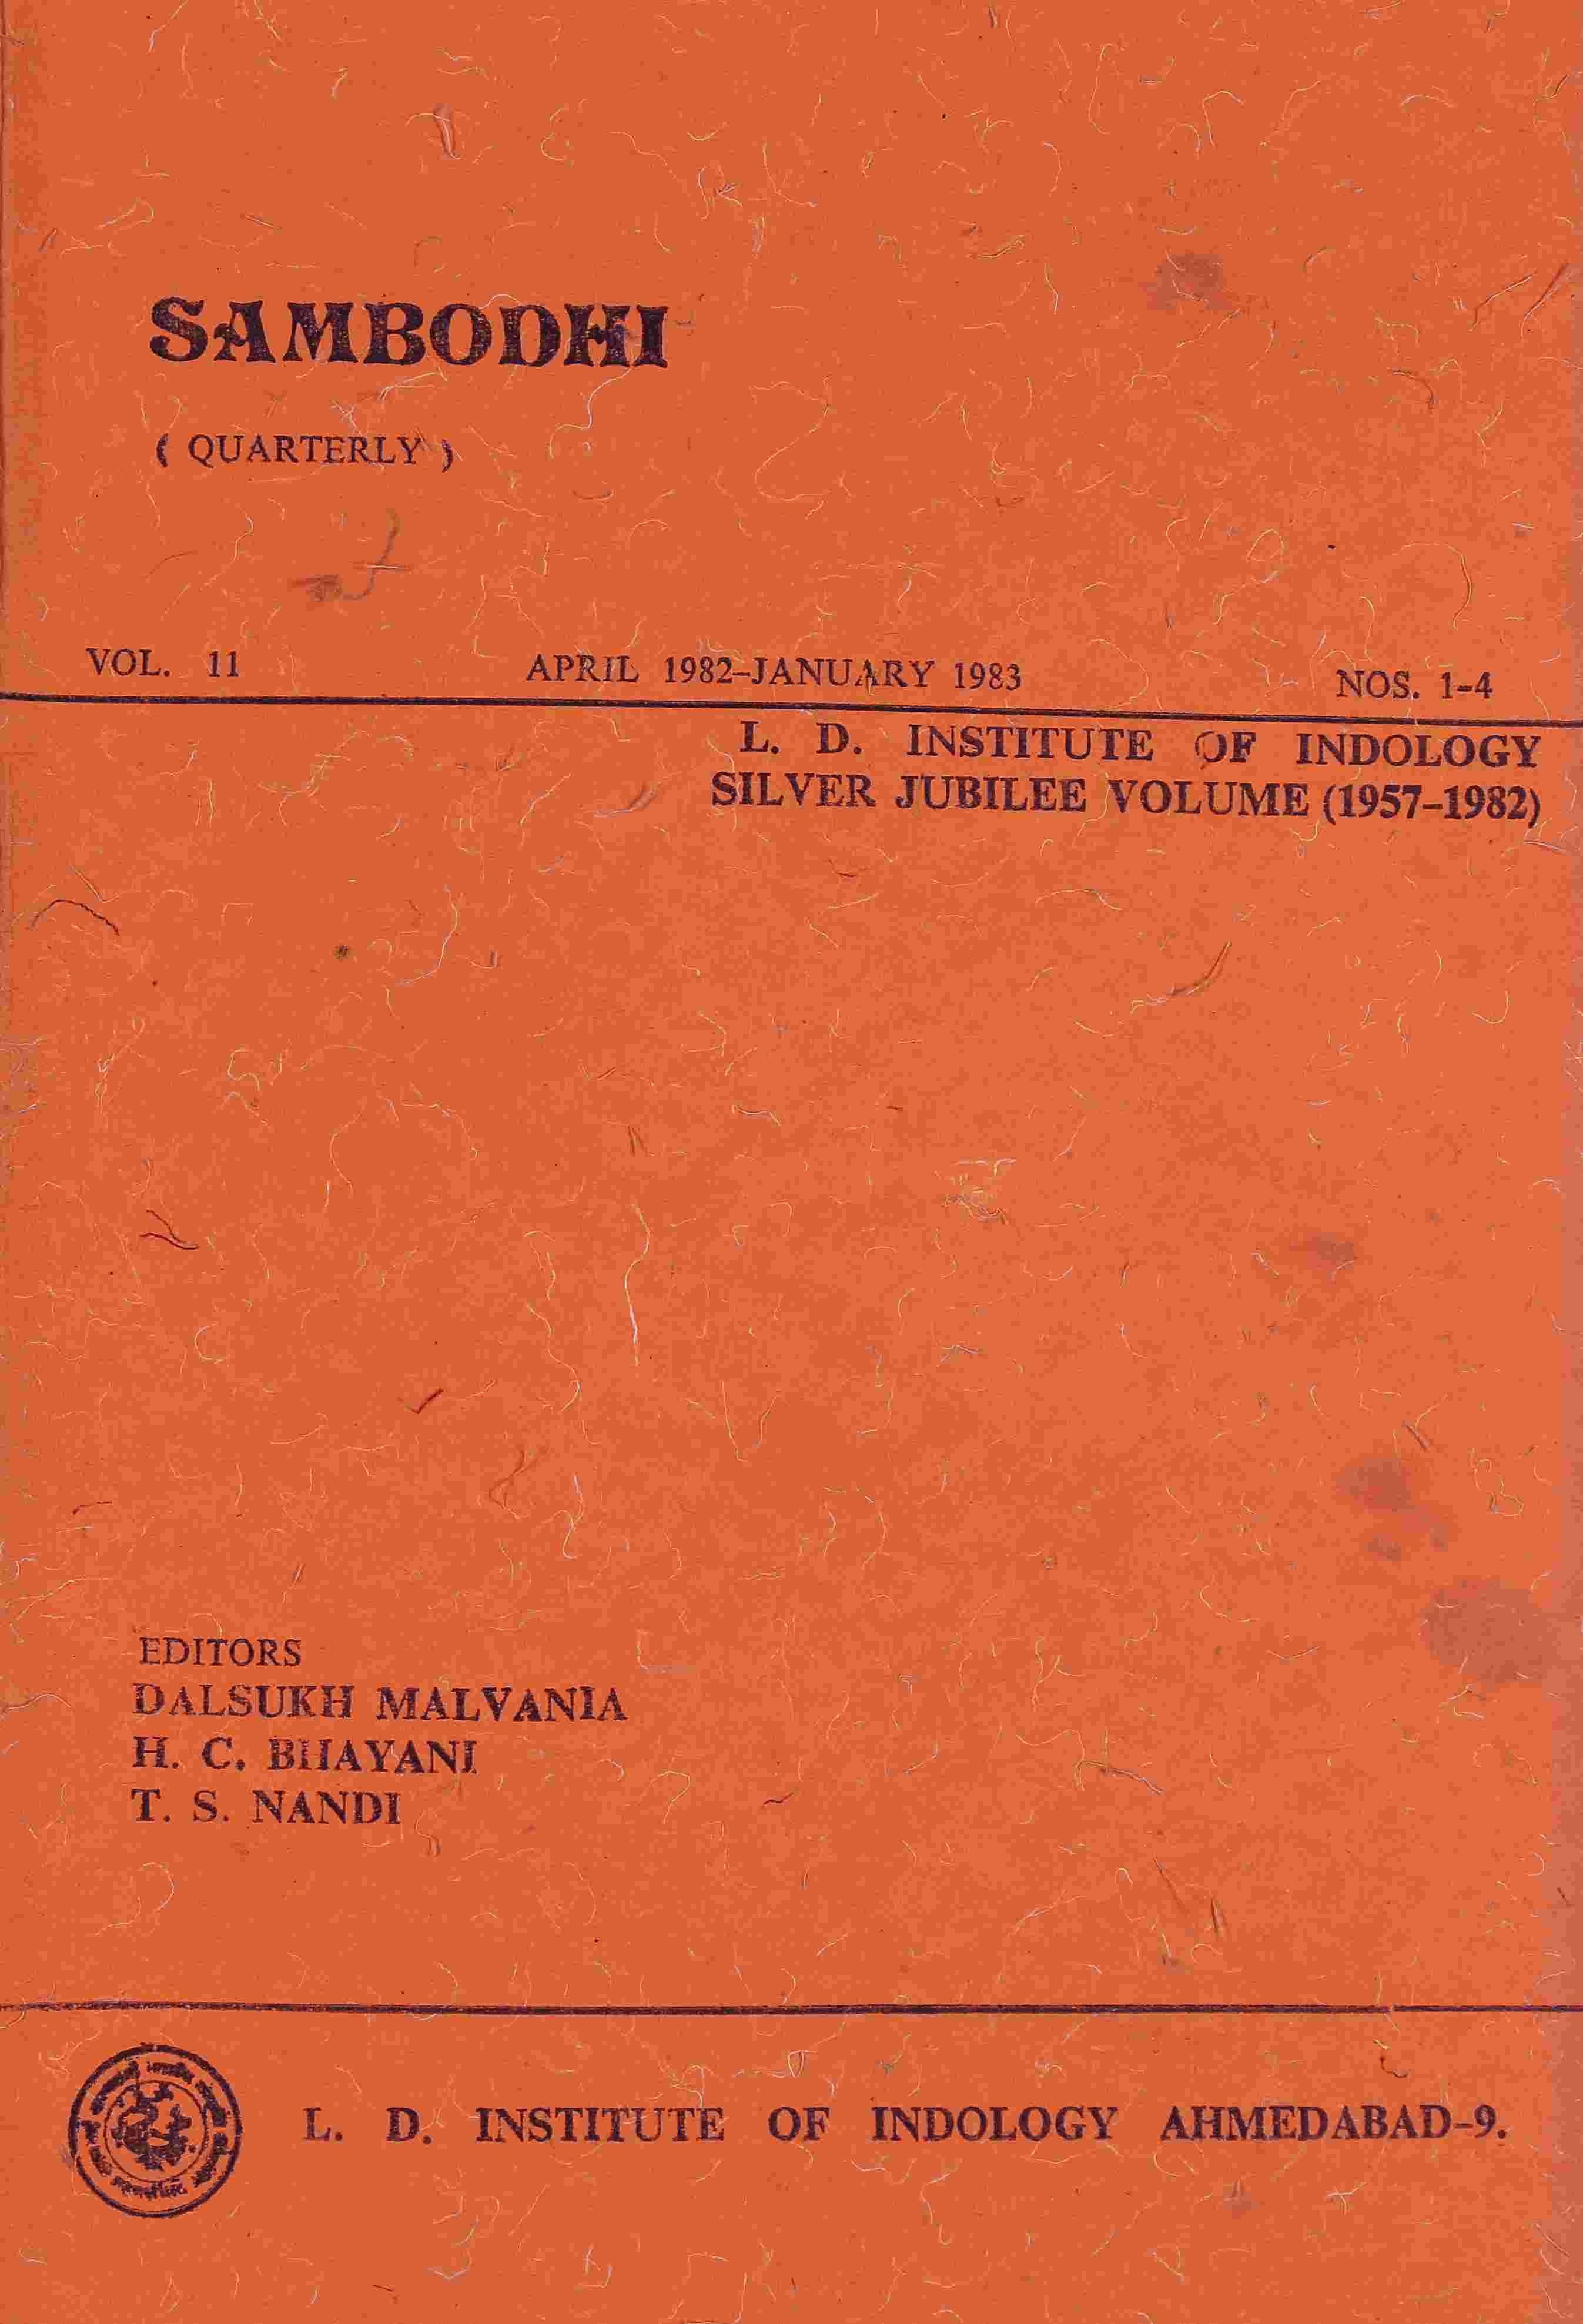 SAMBODHI
( QUARTERLY )
VOL. 11 APRIL 1982-JANUARY 1983 NOS. 1-4
L. D. INSTITUTE OF INDOLOGY
SILVER JUBILEE VOLUME (1957-1982)
EDITORS
DALSUKH MALVANIA
H. C. BHAYANI
T. S. NANDI
L. D. INSTITUTE OF INDOLOGY AHMEDABAD-9.